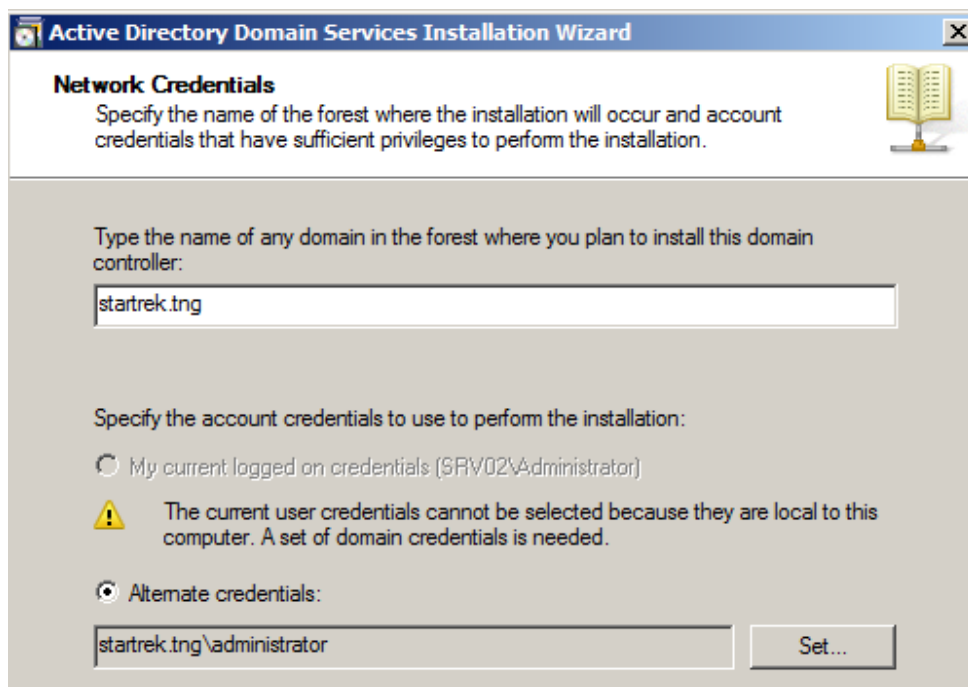 Active Directory Domain Services Installation Wizard
Network Credentials
Specify the name of the forest where the installation will occur and account
credentials that have sufficient privileges to perform the installation.
Type the name of any domain in the forest where you plan to install this domain
controller:
startrek.tng
Specify the account credentials to use to perform the installation:
My current logged on credentials (SRV02\Administrator)
The current user credentials cannot be selected because they are local to this
computer. A set of domain credentials is needed.
Alternate credentials:
startrek.tng\administrator
Set...